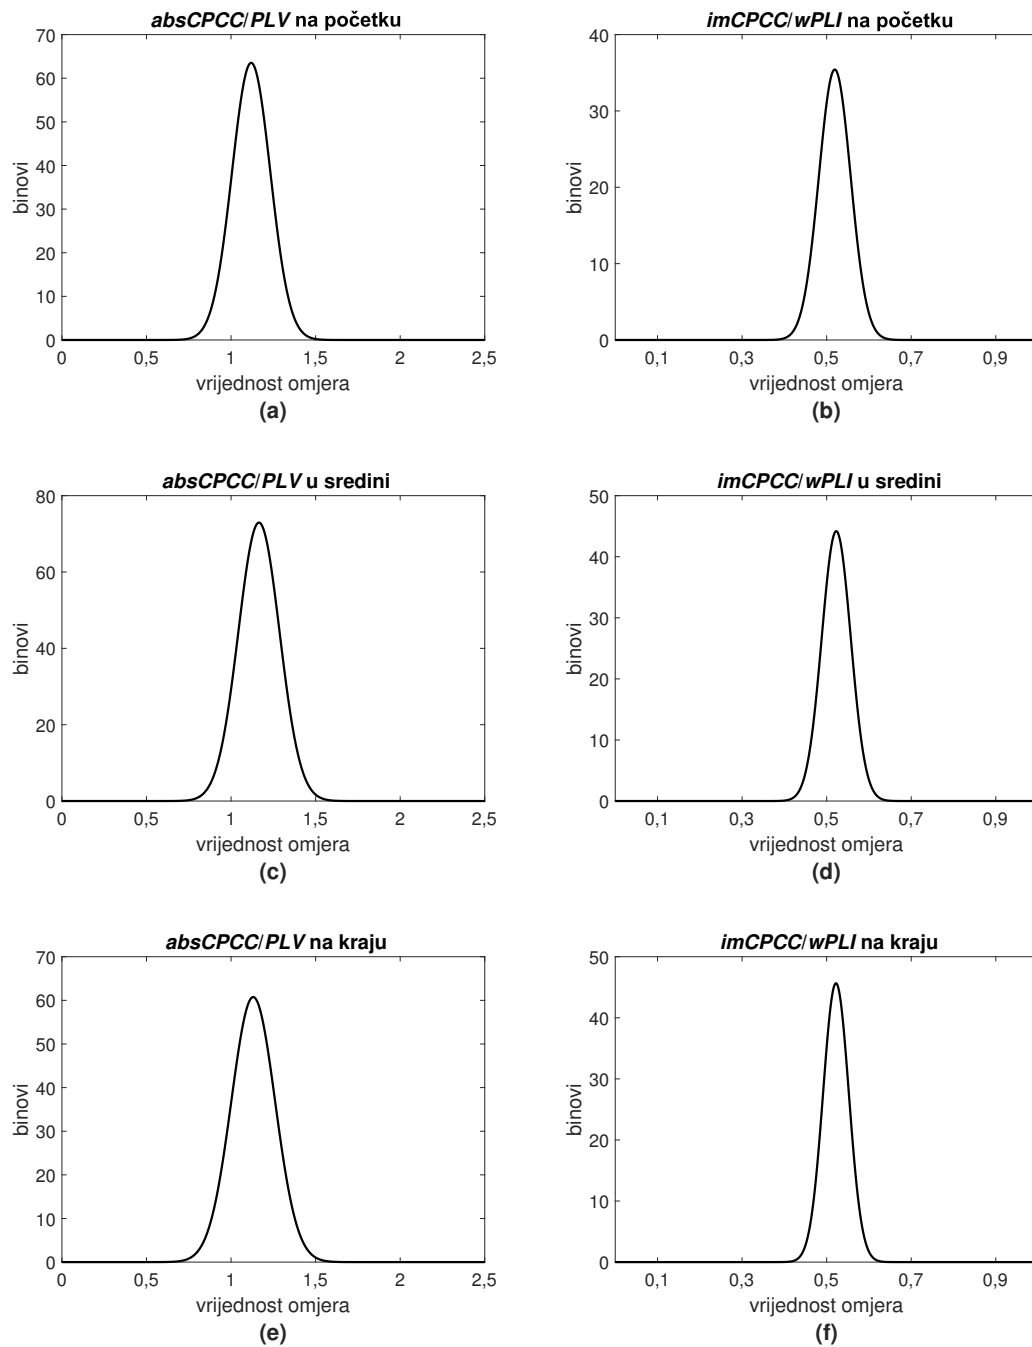 absCPCC/PLV na početku
70
60
50
40
30
20
10
0
binovi
0 0,5 1 1,5 2 2,5
vrijednost omjera
(a)
imCPCC/wPLI na početku
40
30
20
10
0
binovi
0,1 0,3 0,5 0,7 0,9
vrijednost omjera
(b)
absCPCC/PLV u sredini
80
60
40
20
0
binovi
0 0,5 1 1,5 2 2,5
vrijednost omjera
(c)
imCPCC/wPLI u sredini
50
40
30
20
10
0
binovi
0,1 0,3 0,5 0,7 0,9
vrijednost omjera
(d)
absCPCC/PLV na kraju
70
60
50
40
30
20
10
0
binovi
0 0,5 1 1,5 2 2,5
vrijednost omjera
(e)
imCPCC/wPLI na kraju
50
40
30
20
10
0
binovi
0,1 0,3 0,5 0,7 0,9
vrijednost omjera
(f)